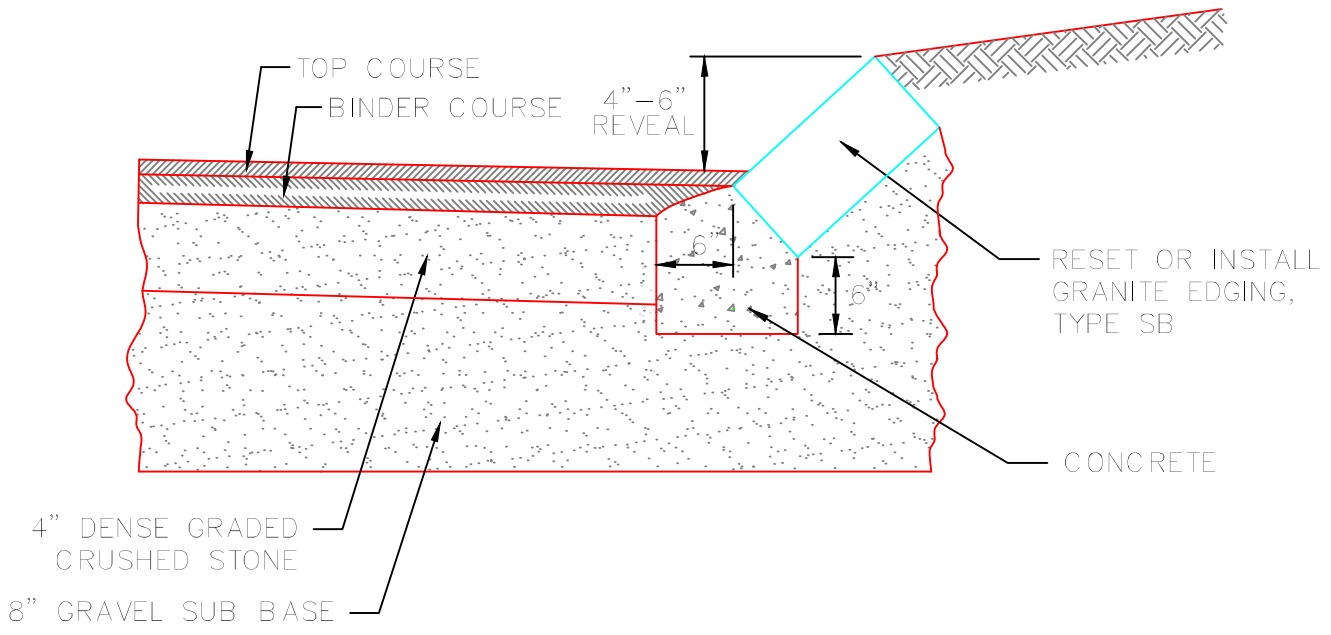 TOP COURSE
BINDER COURSE
4"-6"
REVEAL
6"
6"
RESET OR INSTALL
GRANITE EDGING,
TYPE SB
CONCRETE
4" DENSE GRADED
CRUSHED STONE
8" GRAVEL SUB BASE